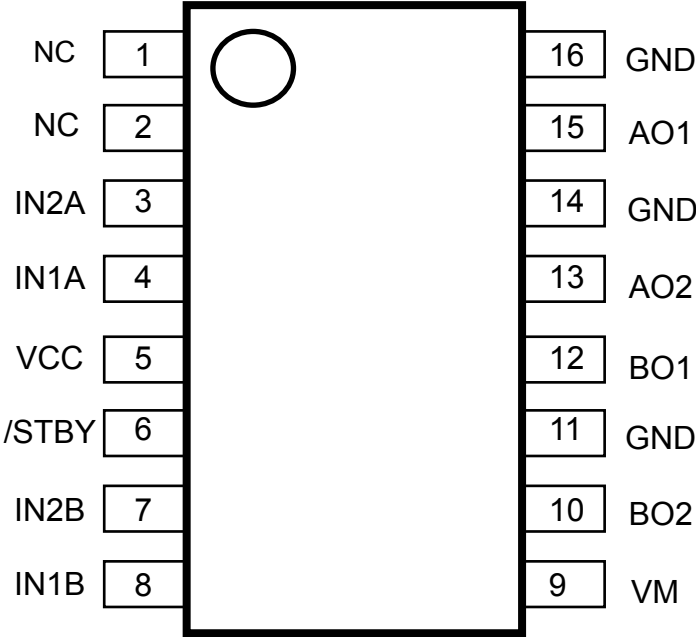 NC 1 16 GND
NC 2 15 AO1
IN2A 3 14 GND
IN1A 4 13 AO2
VCC 5 12 BO1
/STBY 6 11 GND
IN2B 7 10 BO2
IN1B 8 9 VM